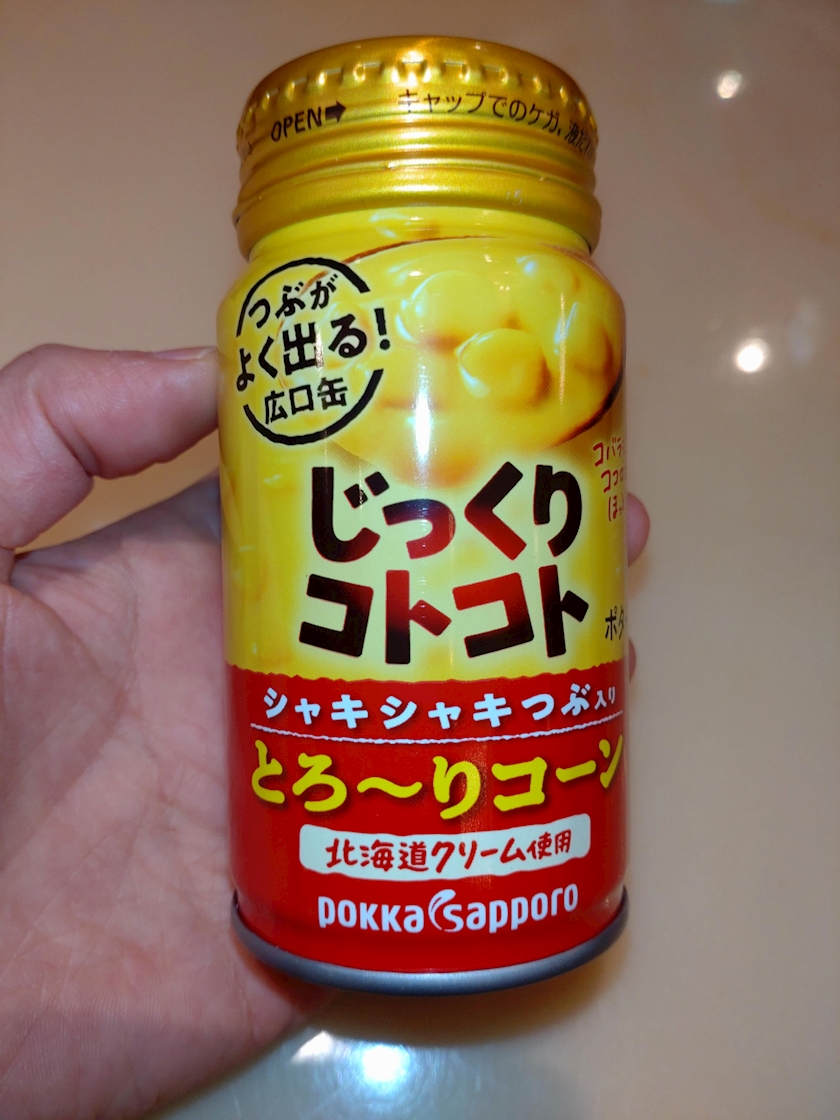 OPEN➡ キャップでのケガ、
つぶが
よく出る!
広口缶
じっくり
コトコト
シャキシャキつぶ入り
とろ〜りコーン
北海道クリーム使用
pokka sapporo